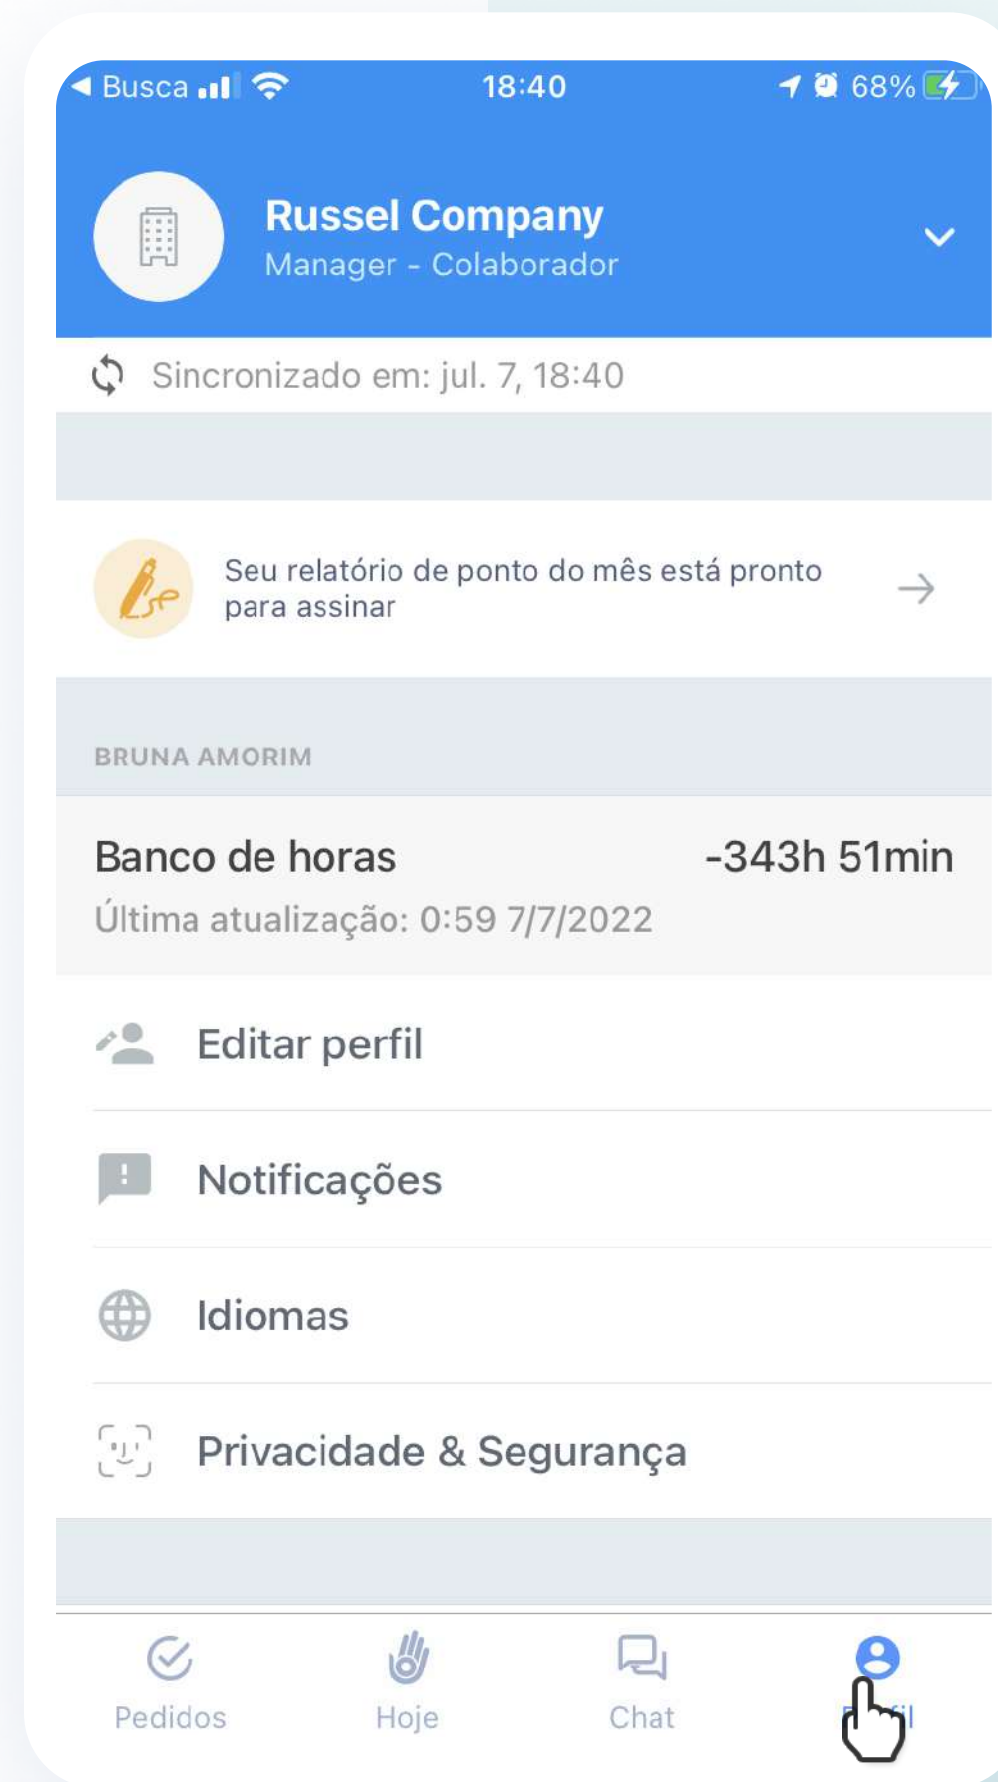 Busca
18:40
68%
Russel Company
Manager - Colaborador
Sincronizado em: jul. 7, 18:40
Seu relatório de ponto do mês está pronto
para assinar
BRUNA AMORIM
Banco de horas -343h 51min
Última atualização: 0:59 7/7/2022
Editar perfil
Notificações
Idiomas
Privacidade & Segurança
Pedidos
Hoje
Chat